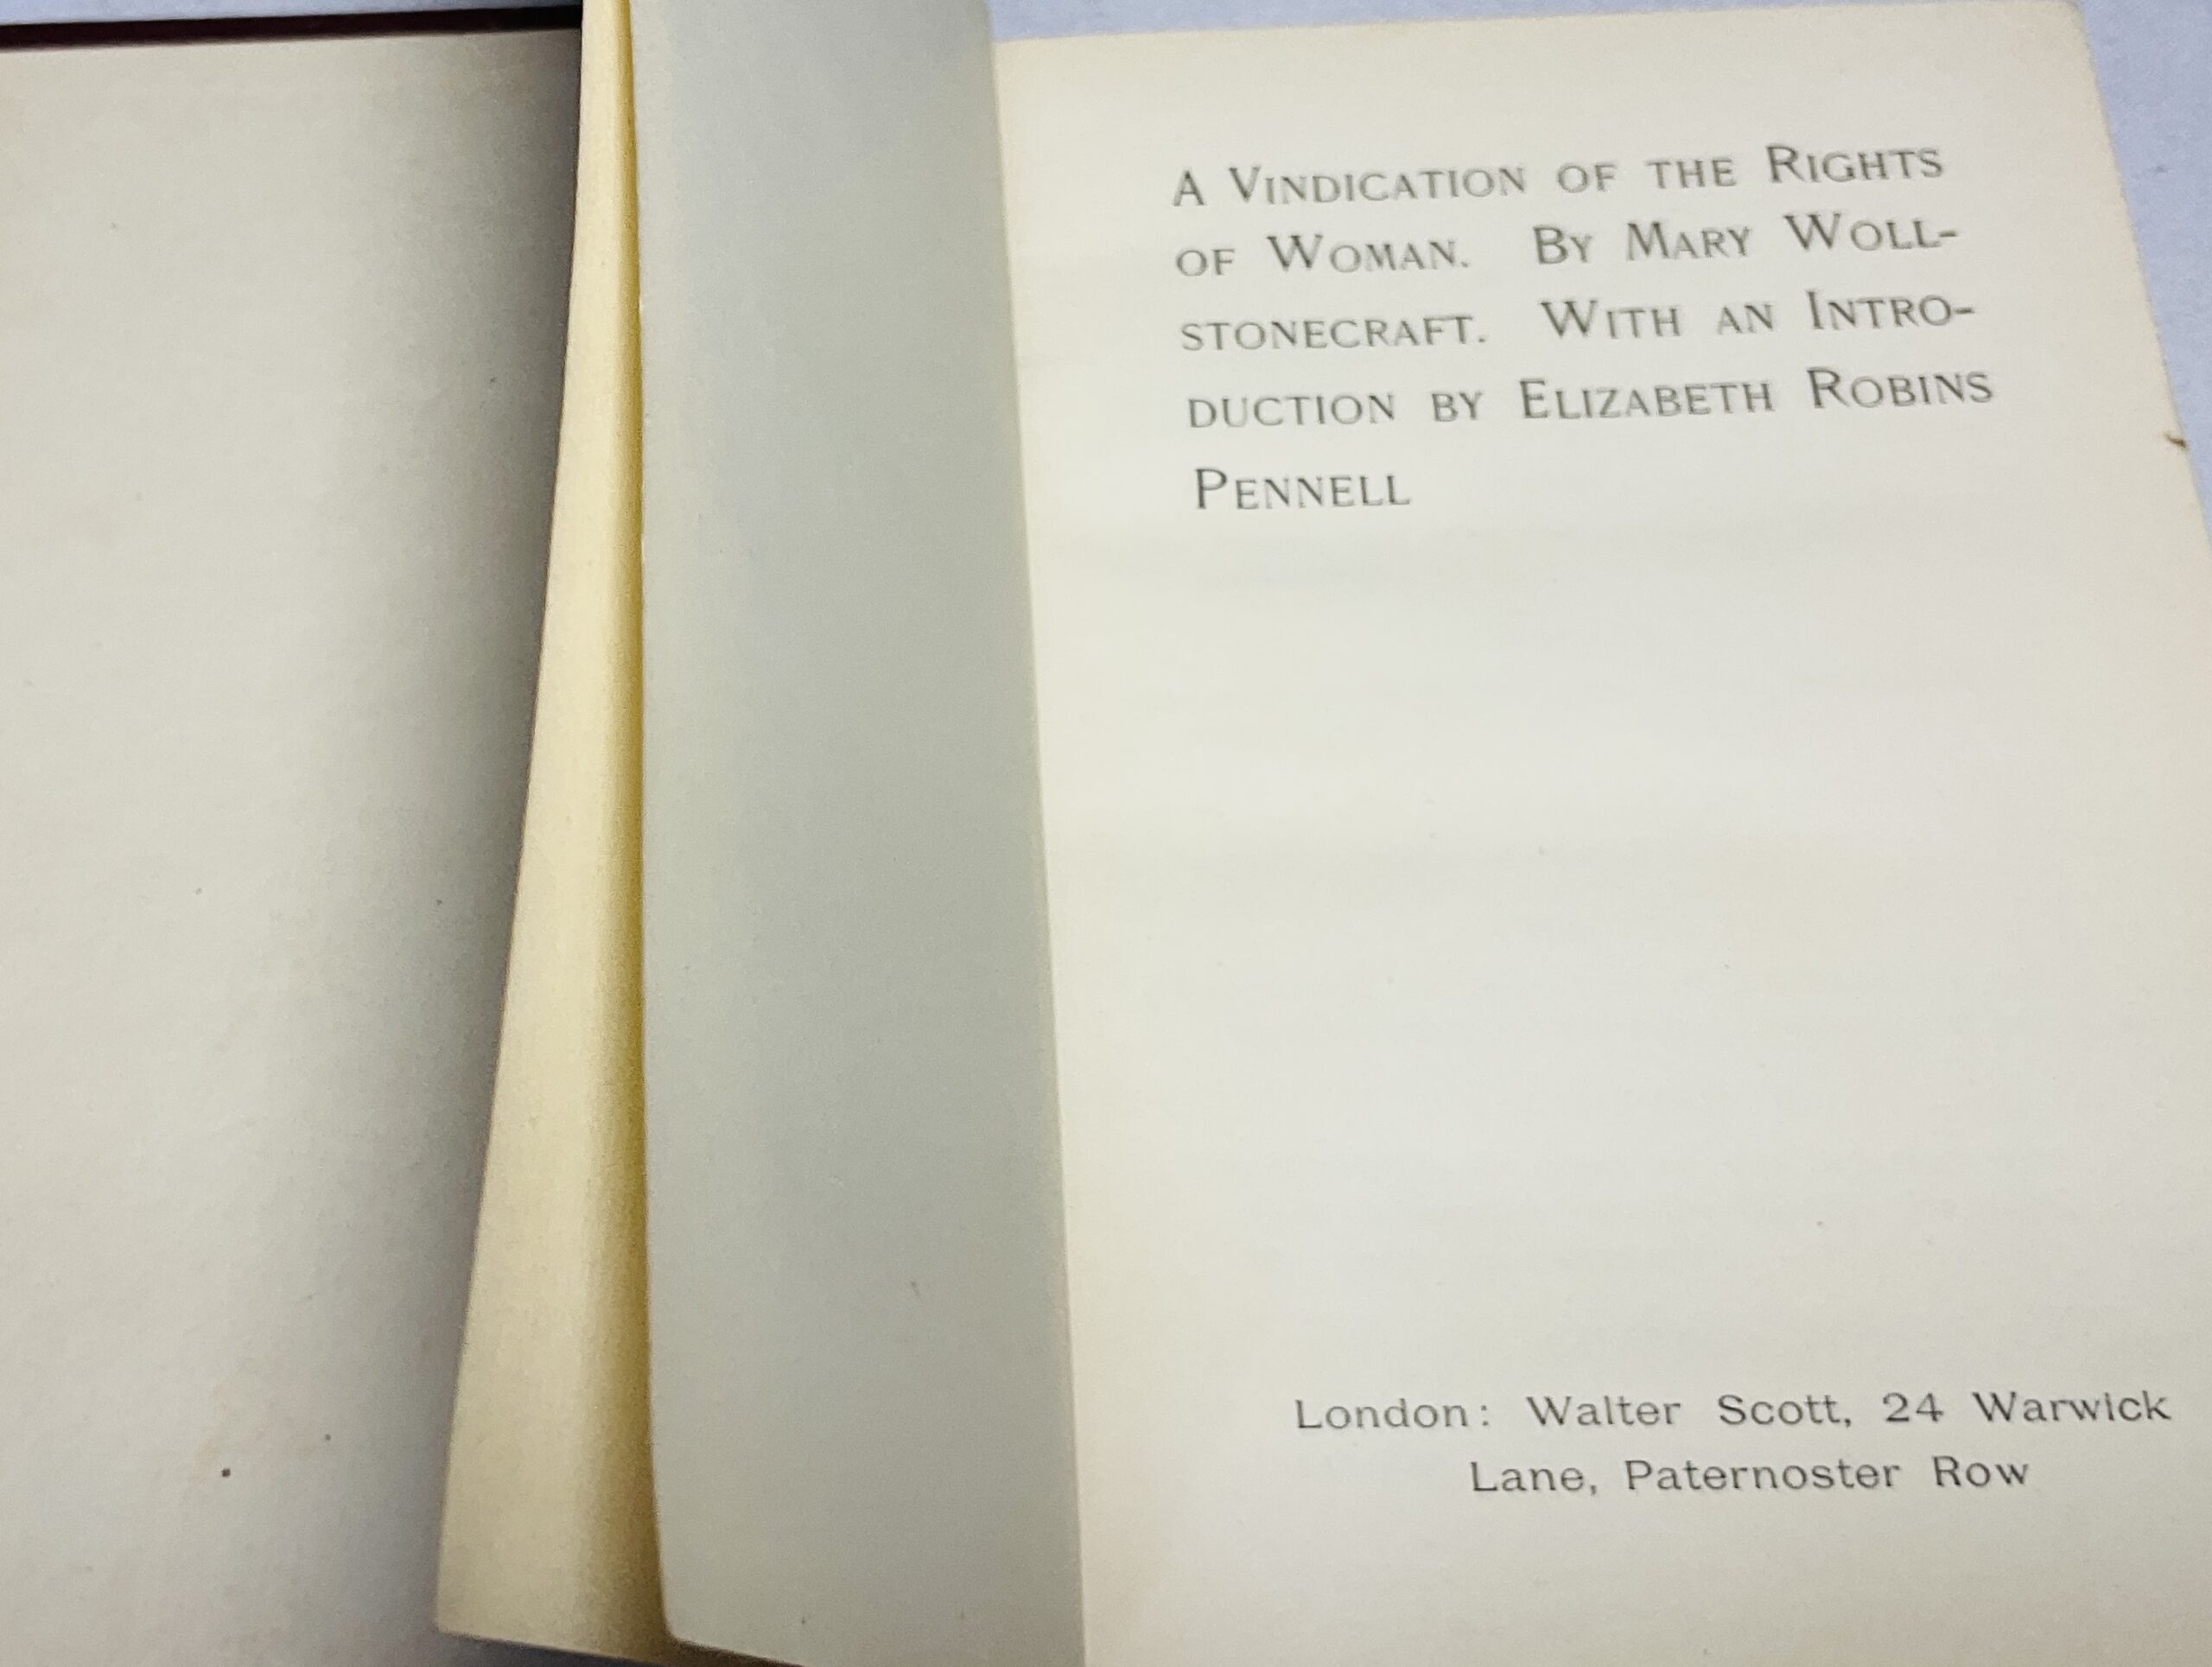 A Vindication of the Rights
of Woman. By Mary Woll-
stonecraft. With an Intro-
duction by Elizabeth Robins
Pennell
London: Walter Scott, 24 Warwick
Lane, Paternoster Row